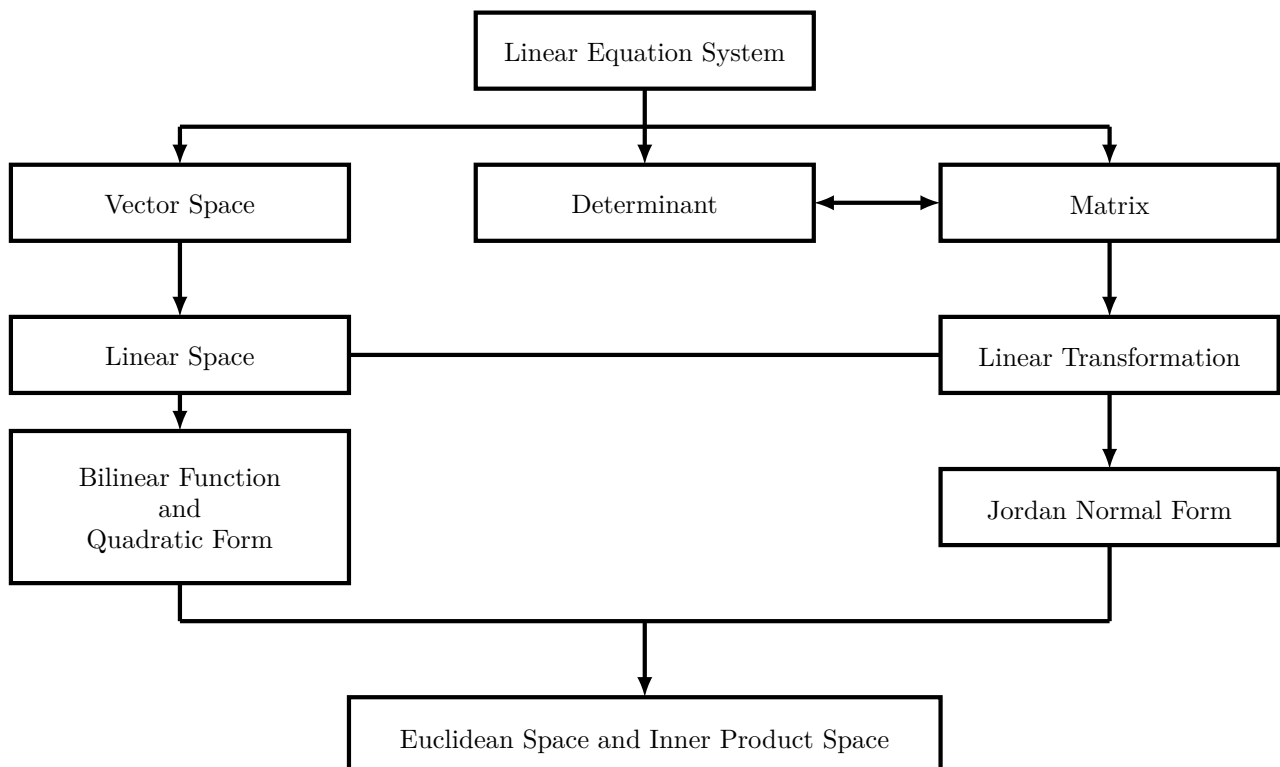 Linear Equation System
Vector Space
Determinant
Matrix
Linear Space
Linear Transformation
Bilinear Function
and
Quadratic Form
Jordan Normal Form
Euclidean Space and Inner Product Space